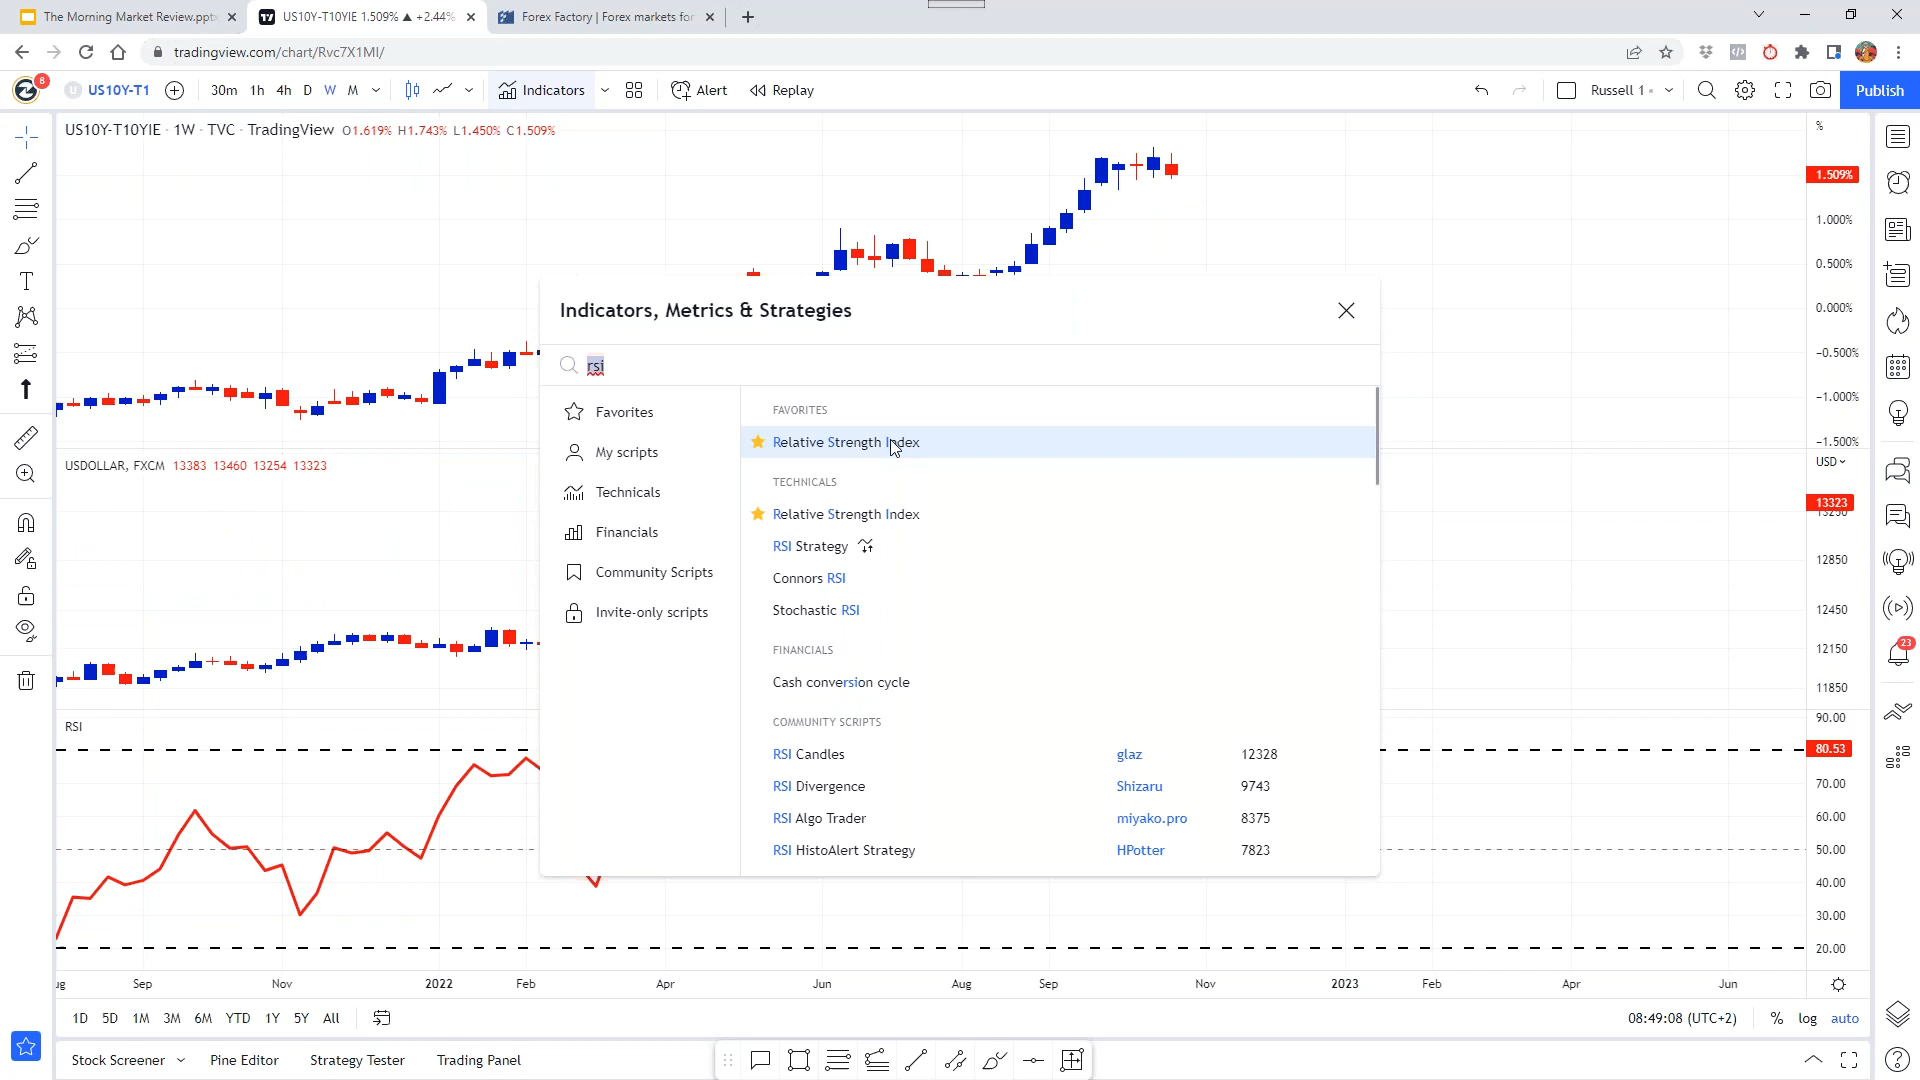 The Morning Market Review.pptx
US10Y-T10YIE 1.509% ▲ +2.44%
Forex Factory | Forex markets for
tradingview.com/chart/Rvc7X1MI/
8
U US10Y-T1
30m 1h 4h D W M
Indicators
Alert
Replay
Russell 1
Publish
US10Y-T10YIE · 1W · TVC · TradingView O1.619% H1.743% L1.450% C1.509%
%
1.509%
1.000%
0.500%
0.000%
−0.500%
−1.000%
−1.500%
Indicators, Metrics & Strategies
rsi
Favorites
My scripts
Technicals
Financials
Community Scripts
Invite-only scripts
FAVORITES
Relative Strength Index
TECHNICALS
Relative Strength Index
RSI Strategy
Connors RSI
Stochastic RSI
FINANCIALS
Cash conversion cycle
COMMUNITY SCRIPTS
RSI Candles glaz 12328
RSI Divergence Shizaru 9743
RSI Algo Trader miyako.pro 8375
RSI HistoAlert Strategy HPotter 7823
USDOLLAR, FXCM 13383 13460 13254 13323
USD
13323
12850
12450
12150
11850
23
RSI
90.00
80.53
70.00
60.00
50.00
40.00
30.00
20.00
Sep Nov 2022 Feb Apr Jun Aug Sep Nov 2023 Feb Apr Jun
1D 5D 1M 3M 6M YTD 1Y 5Y All
08:49:08 (UTC+2) % log auto
Stock Screener Pine Editor Strategy Tester Trading Panel